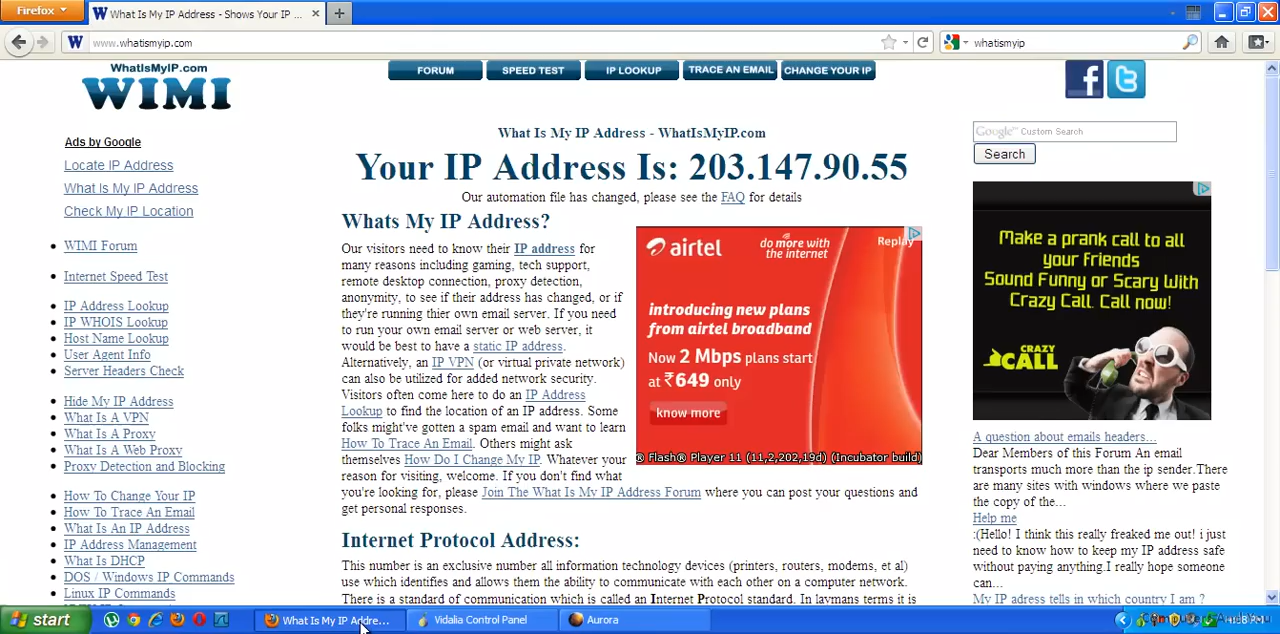 Firefox
What Is My IP Address - Shows Your IP ...
www.whatismyip.com
whatismyip
WhatIsMyIP.com
WIMI
FORUM
SPEED TEST
IP LOOKUP
TRACE AN EMAIL
CHANGE YOUR IP
Ads by Google
Locate IP Address
What Is My IP Address
Check My IP Location
WIMI Forum
Internet Speed Test
IP Address Lookup
IP WHOIS Lookup
Host Name Lookup
User Agent Info
Server Headers Check
Hide My IP Address
What Is A VPN
What Is A Proxy
What Is A Web Proxy
Proxy Detection and Blocking
How To Change Your IP
How To Trace An Email
What Is An IP Address
IP Address Management
What Is DHCP
DOS / Windows IP Commands
Linux IP Commands
What Is My IP Address - WhatIsMyIP.com
Your IP Address Is: 203.147.90.55
Our automation file has changed, please see the FAQ for details
Whats My IP Address?
Our visitors need to know their IP address for
many reasons including gaming, tech support,
remote desktop connection, proxy detection,
anonymity, to see if their address has changed, or if
they're running thier own email server. If you need
to run your own email server or web server, it
would be best to have a static IP address.
Alternatively, an IP VPN (or virtual private network)
can also be utilized for added network security.
Visitors often come here to do an IP Address
Lookup to find the location of an IP address. Some
folks might've gotten a spam email and want to learn
How To Trace An Email. Others might ask
themselves How Do I Change My IP. Whatever your
reason for visiting, welcome. If you don't find what
you're looking for, please Join The What Is My IP Address Forum where you can post your questions and
get personal responses.
airtel
do more with
the internet
Replay
introducing new plans
from airtel broadband
Now 2 Mbps plans start
at ₹649 only
know more
® Flash® Player 11 (11,2,202,19d) (Incubator build)
Internet Protocol Address:
This number is an exclusive number all information technology devices (printers, routers, modems, et al)
use which identifies and allows them the ability to communicate with each other on a computer network.
There is a standard of communication which is called an Internet Protocol standard. In laymans terms it is
Google™ Custom Search
Search
Make a prank call to all
your friends
Sound Funny or Scary With
Crazy Call. Call now!
CRAZY
CALL
A question about emails headers...
Dear Members of this Forum An email
transports much more than the ip sender.There
are many sites with windows where we paste
the copy of the...
Help me
:(Hello! I think this really freaked me out! i just
need to know how to keep my IP address safe
without paying anything.I really hope someone
can...
My IP adress tells in which country I am ?
start
What Is My IP Addre...
Vidalia Control Panel
Aurora